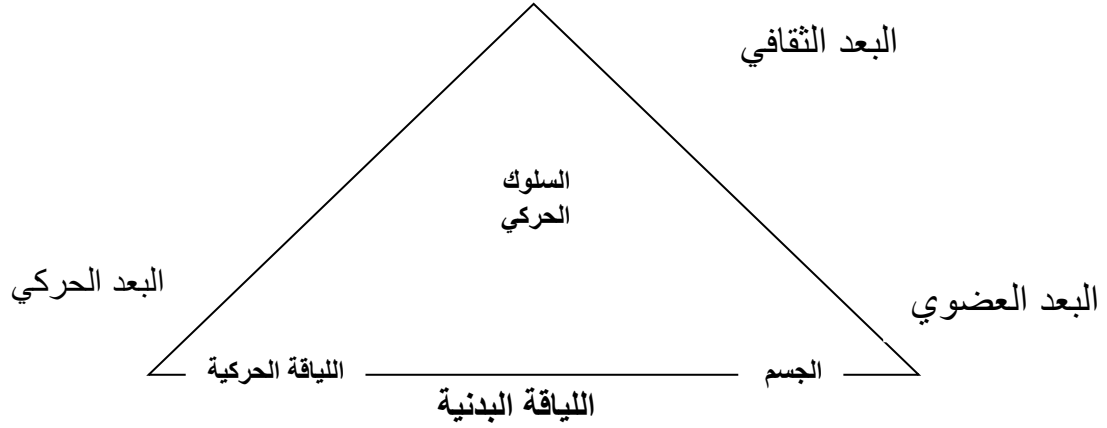 البعد الثقافي
السلوك
الحركي
البعد الحركي
البعد العضوي
الجسم
اللياقة الحركية
اللياقة البدنية